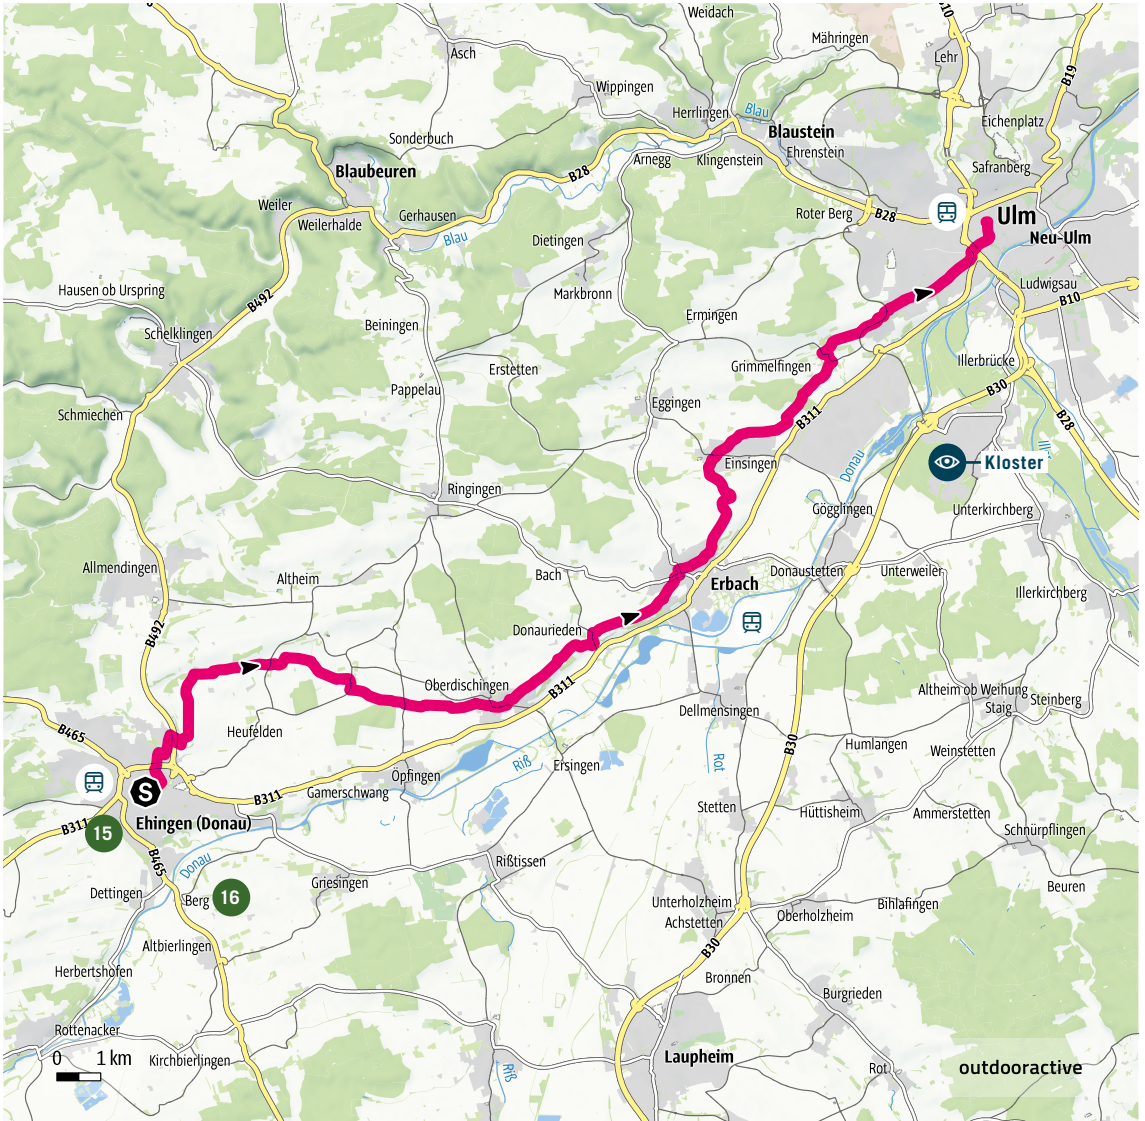 Weidach
Mähringen
B10
Asch
Lehr
B19
Wippingen
Herrlingen
Blau
Blaustein
Eichenplatz
Sonderbuch
Ehrenstein
Arnegg
Klingenstein
Safranberg
Blaubeuren
B28
Weiler
Weilerhalde
Gerhausen
Roter Berg
B28
Ulm
Blau
Dietingen
Neu-Ulm
Hausen ob Urspring
B492
Markbronn
Ludwigsau
B10
Schelklingen
Beiningen
Ermingen
Erstetten
Grimmelfingen
Illerbrücke
Pappelau
B30
Schmiechen
Eggingen
B311
B28
Einsingen
Donau
Kloster
Ringingen
Gögglingen
Unterkirchberg
Allmendingen
Altheim
Bach
Erbach
Donaustetten
Unterweiler
Illerkirchberg
B492
Donaurieden
Oberdischingen
B311
Dellmensingen
Altheim ob Weihung
Staig
Steinberg
B465
Heufelden
B30
Humlangen
Weinstetten
Rot
Riß
Ersingen
Öpfingen
Gamerschwang
B311
S
Stetten
Hüttisheim
Ammerstetten
B311
15
Ehingen (Donau)
Schnürpflingen
B465
Donau
Rißtissen
Griesingen
Dettingen
Berg
16
Unterholzheim
Achstetten
Oberholzheim
Bihlafingen
Beuren
Altbierlingen
B30
Herbertshofen
Bronnen
Burgrieden
Rottenacker
0 1 km
Kirchbierlingen
Laupheim
Riß
Rot
outdooractive